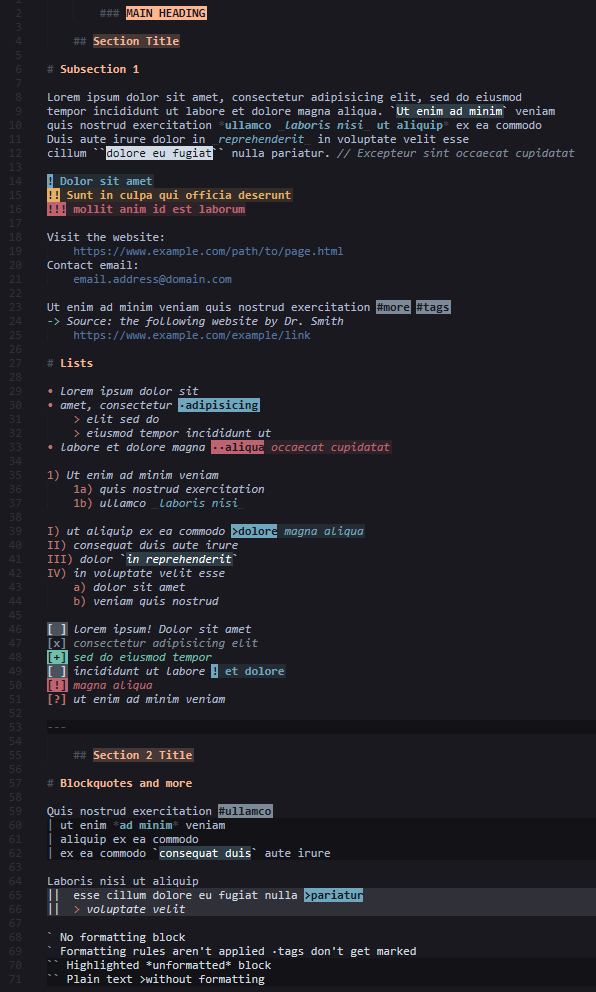 2 ### MAIN HEADING
3
4 ## Section Title
5
6 # Subsection 1
7
8 Lorem ipsum dolor sit amet, consectetur adipisicing elit, sed do eiusmod
9 tempor incididunt ut labore et dolore magna aliqua. `Ut enim ad minim` veniam
10 quis nostrud exercitation *ullamco _laboris nisi_ ut aliquip* ex ea commodo
11 Duis aute irure dolor in _reprehenderit_ in voluptate velit esse
12 cillum ``dolore eu fugiat`` nulla pariatur. // Excepteur sint occaecat cupidatat
13
14 ! Dolor sit amet
15 !! Sunt in culpa qui officia deserunt
16 !!! mollit anim id est laborum
17
18 Visit the website:
19 https://www.example.com/path/to/page.html
20 Contact email:
21 email.address@domain.com
22
23 Ut enim ad minim veniam quis nostrud exercitation #more #tags
24 -> Source: the following website by Dr. Smith
25 https://www.example.com/example/link
26
27 # Lists
28
29 • Lorem ipsum dolor sit
30 • amet, consectetur ·adipisicing
31 > elit sed do
32 > eiusmod tempor incididunt ut
33 • labore et dolore magna ··aliqua occaecat cupidatat
34
35 1) Ut enim ad minim veniam
36 1a) quis nostrud exercitation
37 1b) ullamco _laboris nisi_
38
39 I) ut aliquip ex ea commodo >dolore magna aliqua
40 II) consequat duis aute irure
41 III) dolor `in reprehenderit`
42 IV) in voluptate velit esse
43 a) dolor sit amet
44 b) veniam quis nostrud
45
46 [ ] lorem ipsum! Dolor sit amet
47 [x] consectetur adipiscing elit
48 [+] sed do eiusmod tempor
49 [ ] incididunt ut labore ! et dolore
50 [!] magna aliqua
51 [?] ut enim ad minim veniam
52
53 ---
54
55 ## Section 2 Title
56
57 # Blockquotes and more
58
59 Quis nostrud exercitation #ullamco
60 | ut enim *ad minim* veniam
61 | aliquip ex ea commodo
62 | ex ea commodo `consequat duis` aute irure
63
64 Laboris nisi ut aliquip
65 || esse cillum dolore eu fugiat nulla >pariatur
66 || > voluptate velit
67
68 ` No formatting block
69 ` Formatting rules aren't applied ·tags don't get marked
70 `` Highlighted *unformatted* block
71 `` Plain text >without formatting